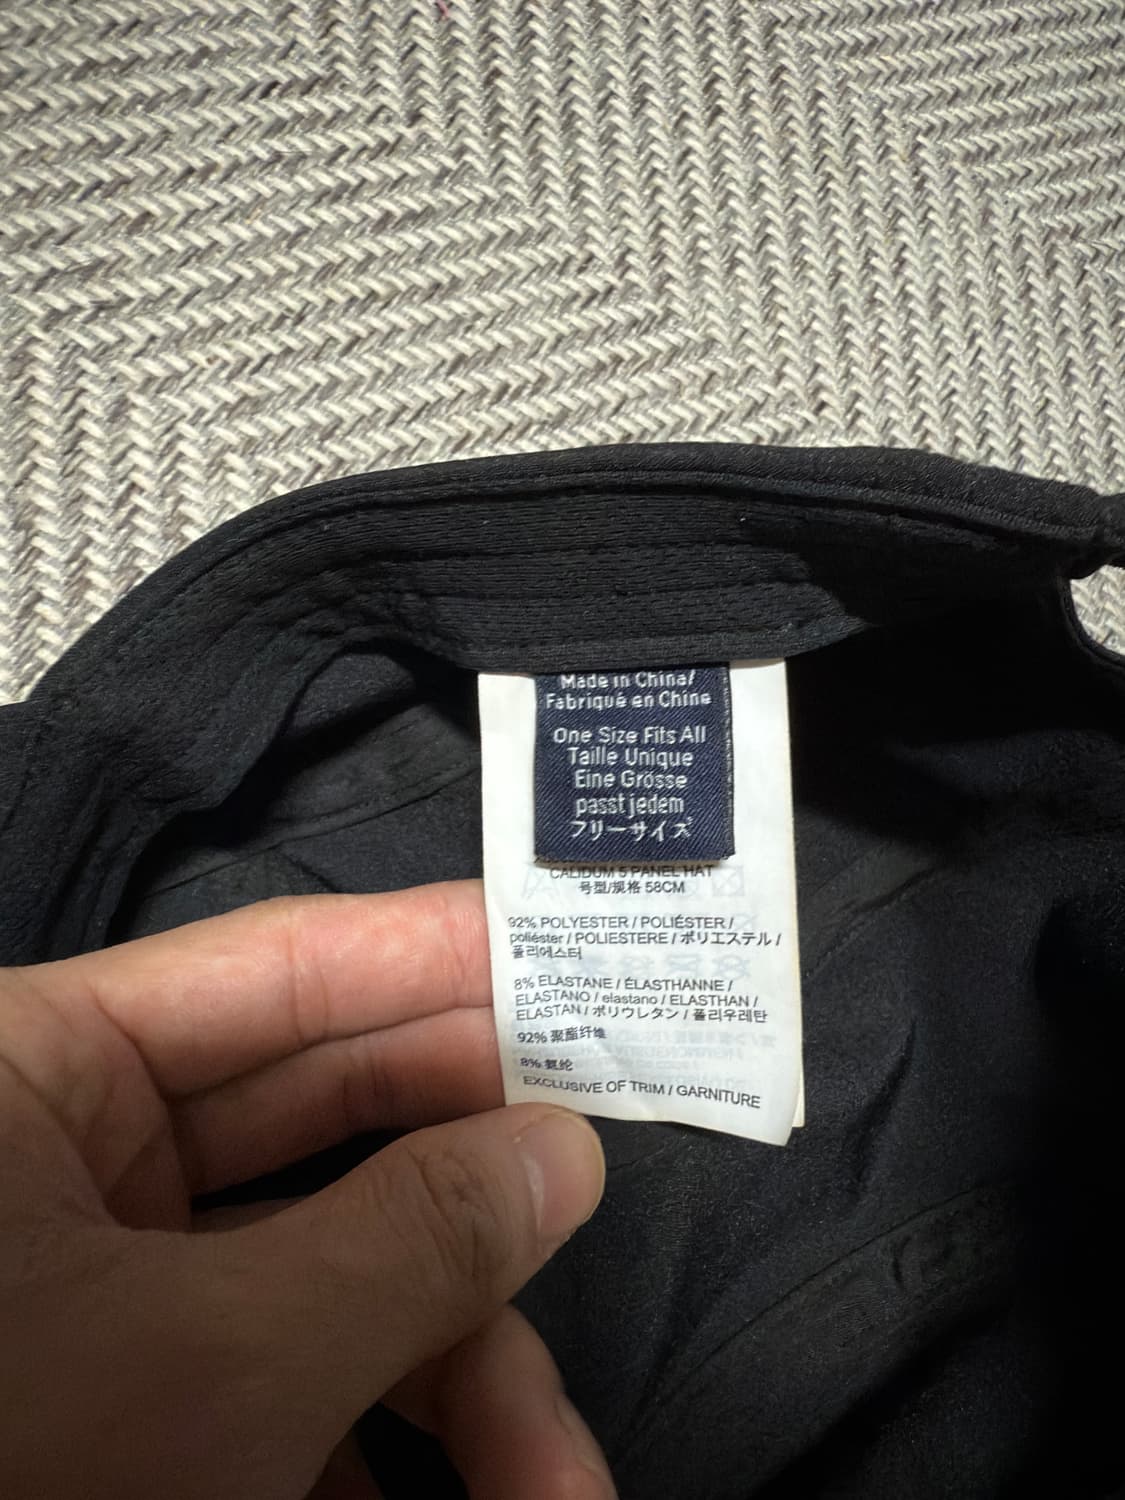 Made in China/
Fabriqué en Chine
One Size Fits All
Taille Unique
Eine Grösse
passt jedem
フリーサイズ
CALIDUM 5 PANEL HAT
号型/规格 58CM
92% POLYESTER / POLIÉSTER /
poliéster / POLIESTERE / ポリエステル /
폴리에스터
8% ELASTANE / ÉLASTHANNE /
ELASTANO / elastano / ELASTHAN /
ELASTAN / ポリウレタン / 폴리우레탄
92% 聚酯纤维
8% 氨纶
EXCLUSIVE OF TRIM / GARNITURE